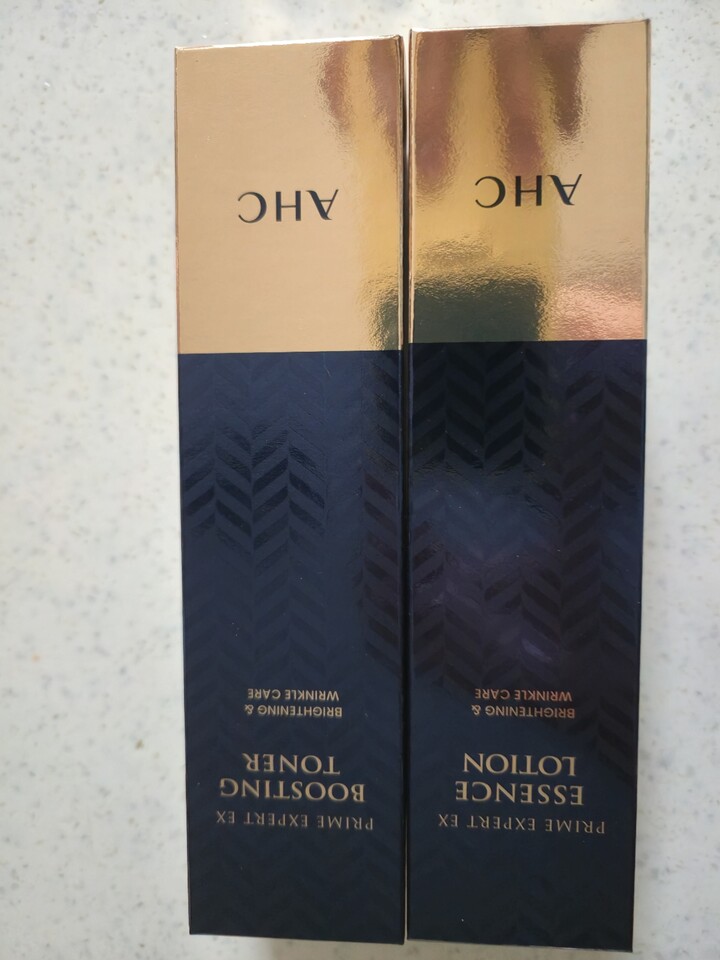 PRIME EXPERT EX
ESSENCE
LOTION
BRIGHTENING &
WRINKLE CARE
AHC
PRIME EXPERT EX
BOOSTING
TONER
BRIGHTENING &
WRINKLE CARE
AHC